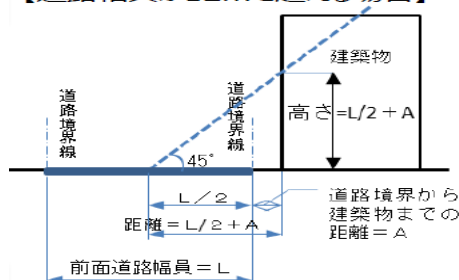 建築物
道路境界線
道路境界線
高さ=L/2+A
45°
L/2
距離=L/2+A
道路境界から
建築物までの
距離=A
前面道路幅員=L